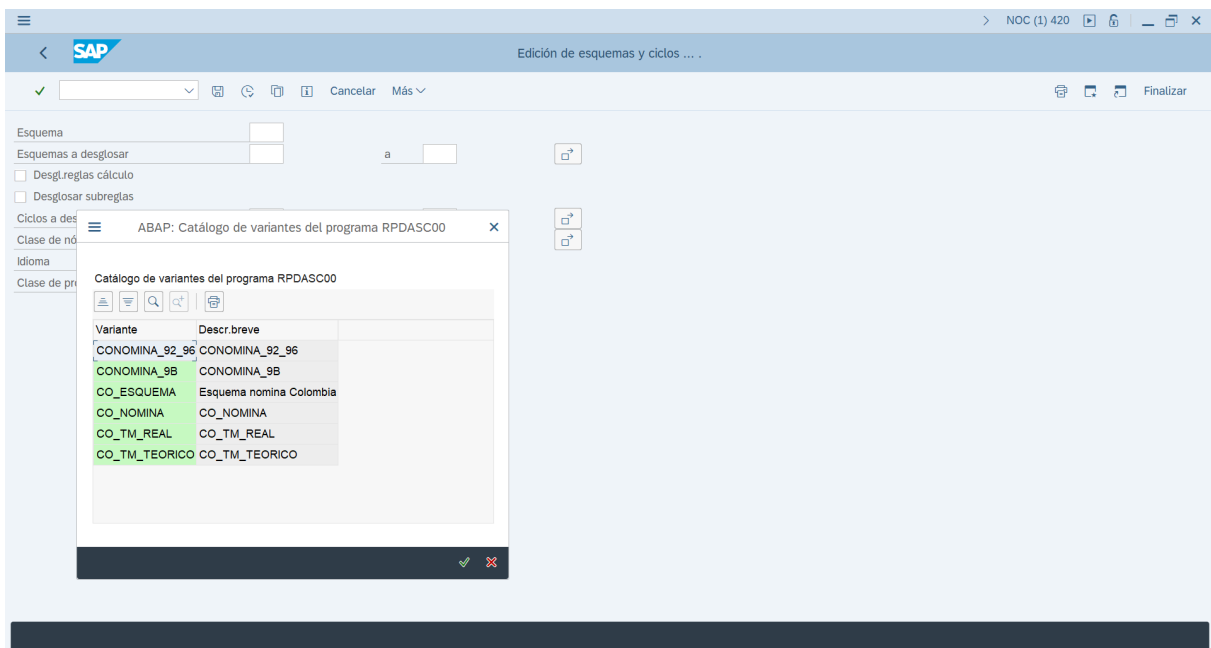 NOC (1) 420
SAP
Edición de esquemas y ciclos ... .
Cancelar Más
Finalizar
Esquema
Esquemas a desglosar a
Desgl.reglas cálculo
Desglosar subreglas
Ciclos a des
Clase de nó
Idioma
Clase de pr
ABAP: Catálogo de variantes del programa RPDASC00
Catálogo de variantes del programa RPDASC00
Variante Descr.breve
CONOMINA_92_96 CONOMINA_92_96
CONOMINA_9B CONOMINA_9B
CO_ESQUEMA Esquema nomina Colombia
CO_NOMINA CO_NOMINA
CO_TM_REAL CO_TM_REAL
CO_TM_TEORICO CO_TM_TEORICO